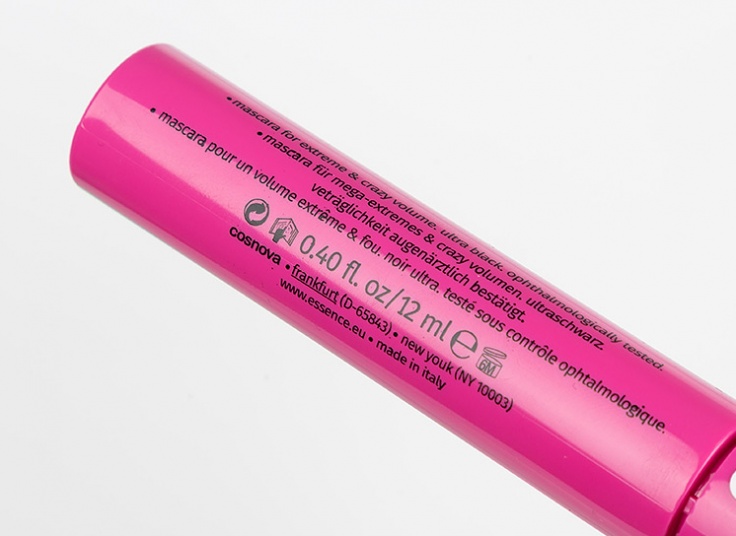 • mascara for extreme & crazy volume. ultra black. ophthalmologically tested.
• mascara für mega-extremes & crazy volumen. ultraschwarz.
veträglichkeit augenärztlich bestätigt.
• mascara pour un volume extrême & fou. noir ultra. testé sous contrôle ophtalmologique.
0.40 fl. oz/12 ml e 6M
cosnova • frankfurt (D-65843) • new youk (NY 10003)
www.essence.eu • made in italy